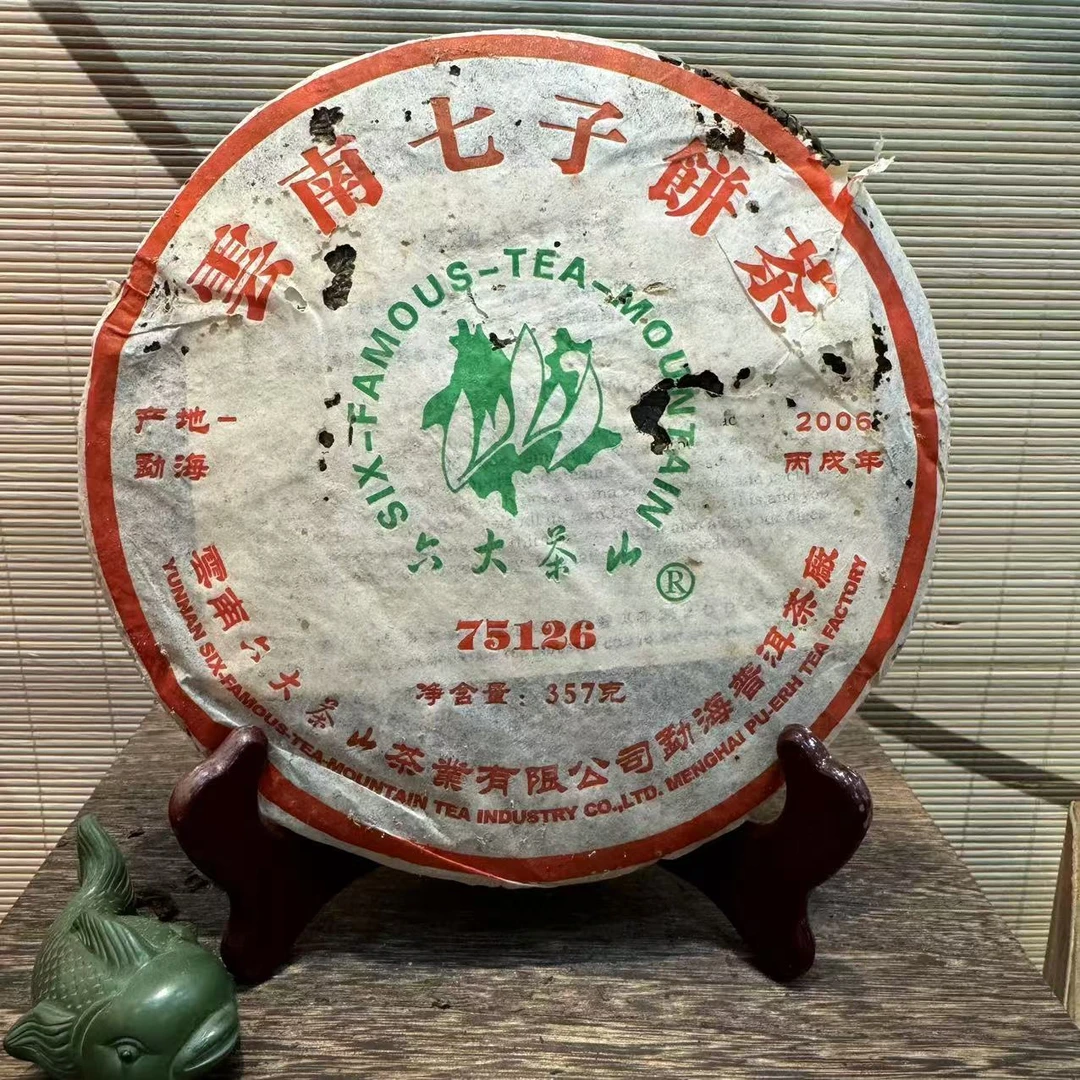 雲南七子餅茶
SIX-FAMOUS-TEA-MOUNTAIN
产地-
勐海
2006
丙戌年
六大茶山®
75126
净含量：357克
雲南六大茶山茶業有限公司勐海普洱茶廠
YUNNAN SIX-FAMOUS-TEA-MOUNTAIN TEA INDUSTRY CO.,LTD. MENGHAI PU-ERH TEA FACTORY